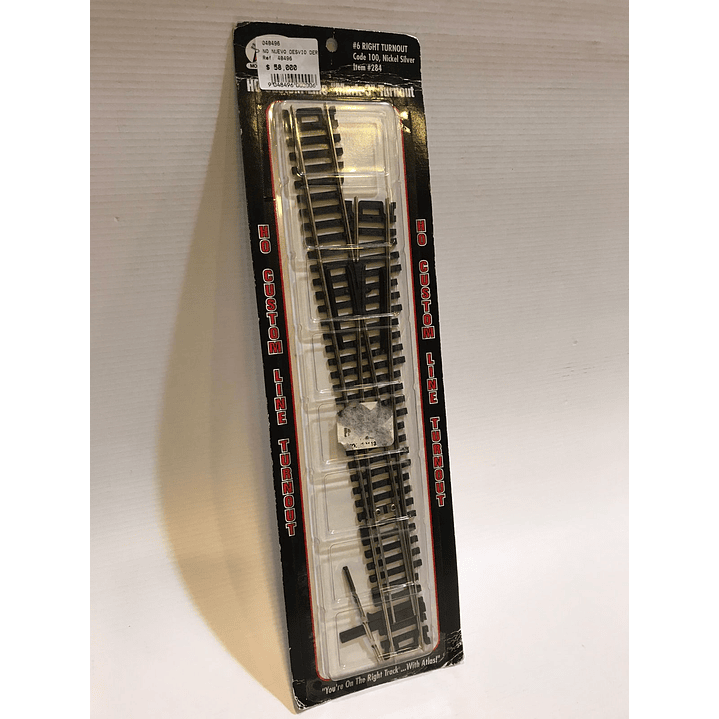 048496
NO NUEVO DESVIO DER
Ref. 48496
$ 58,000
#6 RIGHT TURNOUT
Code 100, Nickel Silver
Item #284
Turnout
HO CUSTOM LINE TURNOUT
HO CUSTOM LINE TURNOUT
"You're On The Right Track ...With Atlas!"